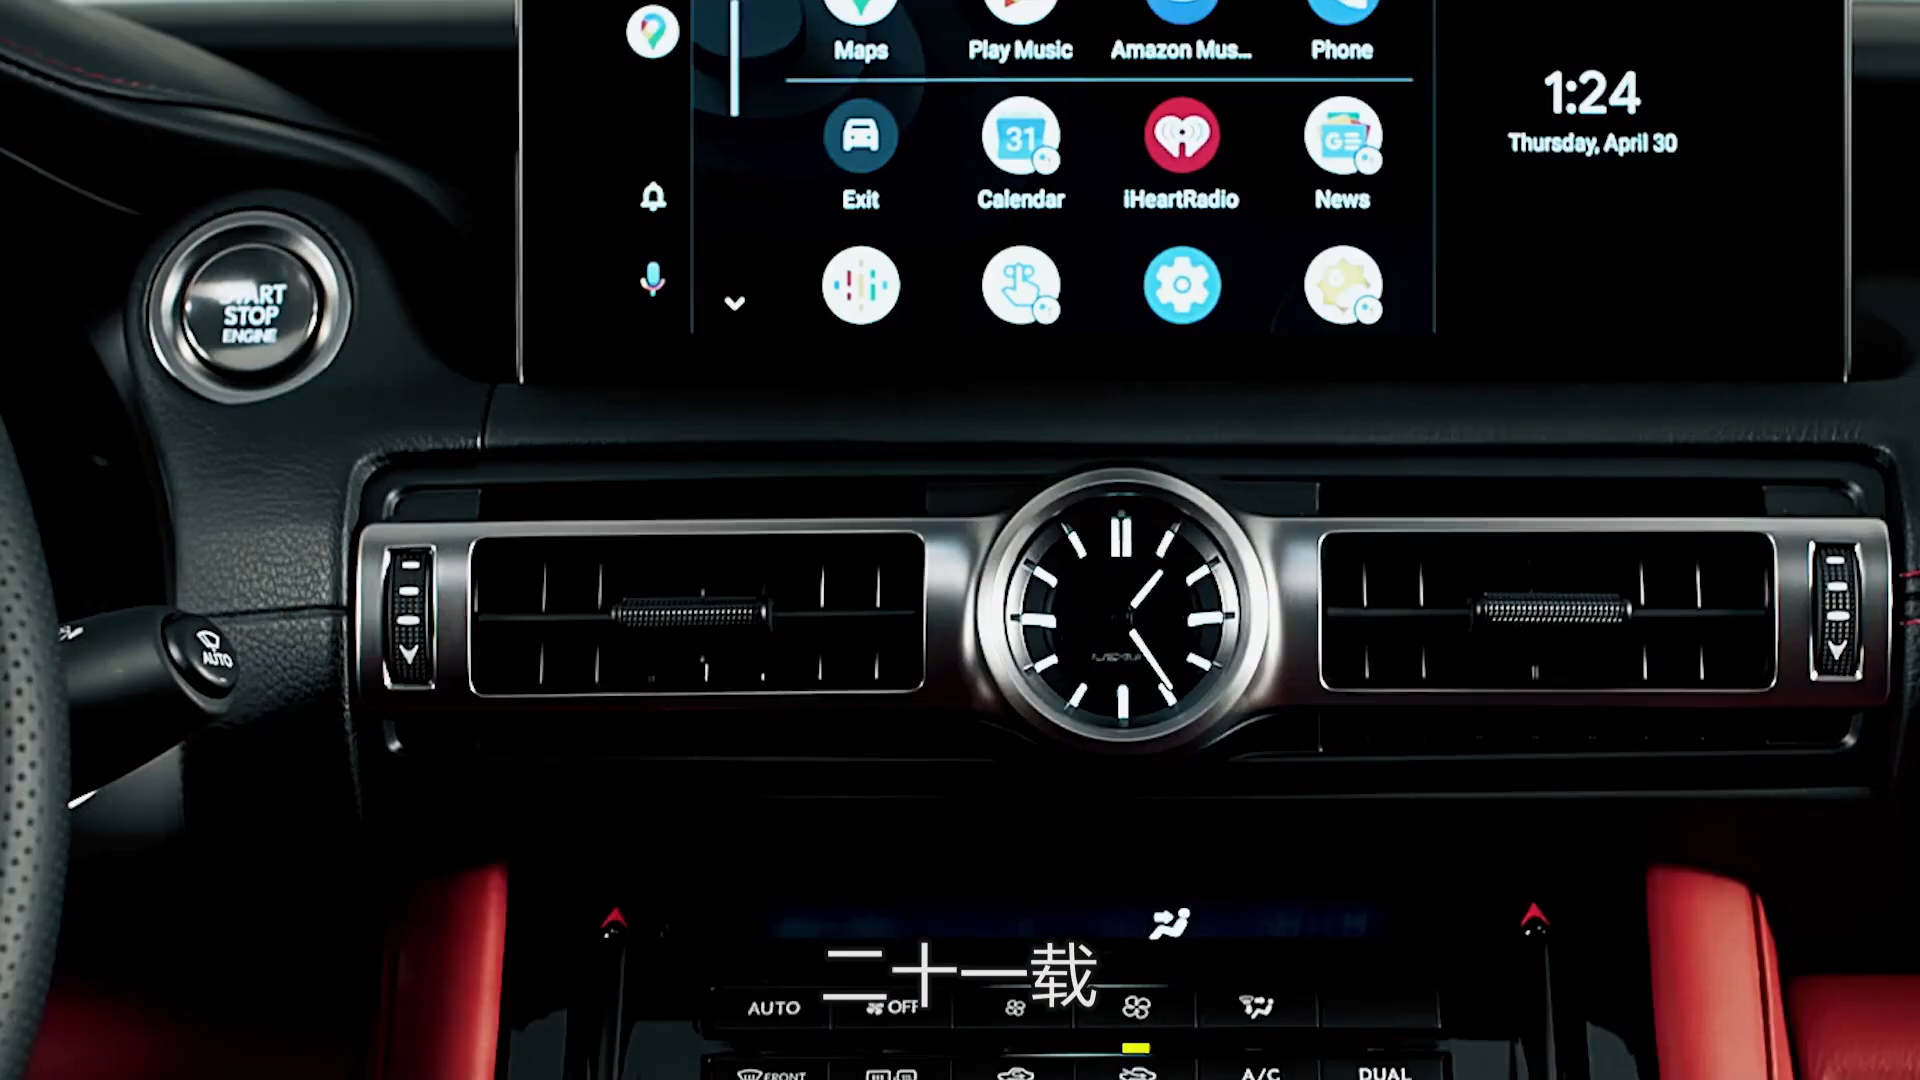 Maps
Play Music
Amazon Mus...
Phone
1:24
Thursday, April 30
31
Exit
Calendar
iHeartRadio
News
START
STOP
ENGINE
AUTO
二十一载
AUTO
OFF
FRONT
A/C
DUAL